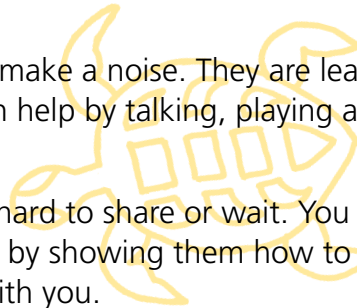 make a noise. They are lea
help by talking, playing a
hard to share or wait. You
by showing them how to
with you.